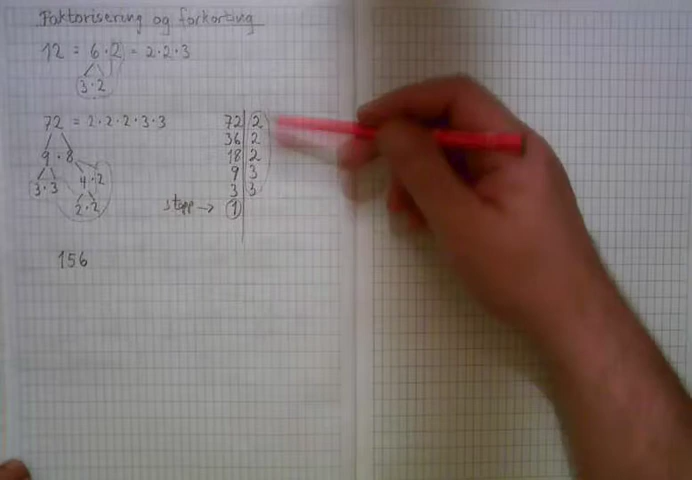 Faktorisering og forkorting
12 = 6 · 2 = 2 · 2 · 3
3 · 2
72 = 2 · 2 · 2 · 3 · 3
9 · 8
3 · 3 4 · 2
2 · 2
72 2
36 2
18 2
9 3
3 3
stopp → 1
156